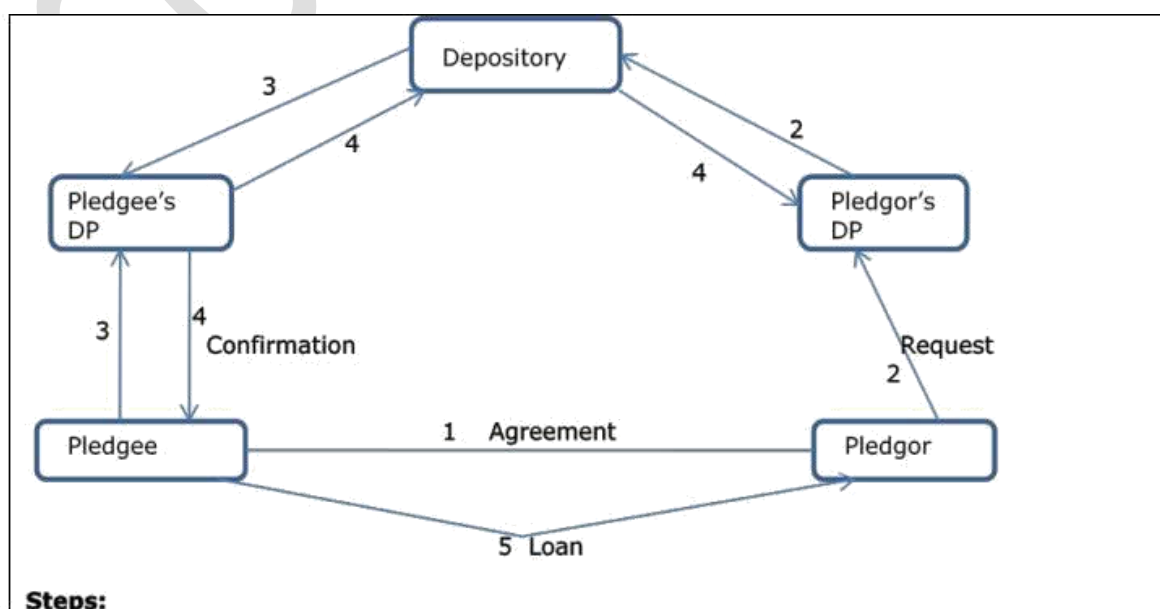 Depository
3
2
4
4
Pledgee's
DP
Pledgor's
DP
3
4
Confirmation
Request
2
Pledgee
1 Agreement
Pledgor
5 Loan
Steps: